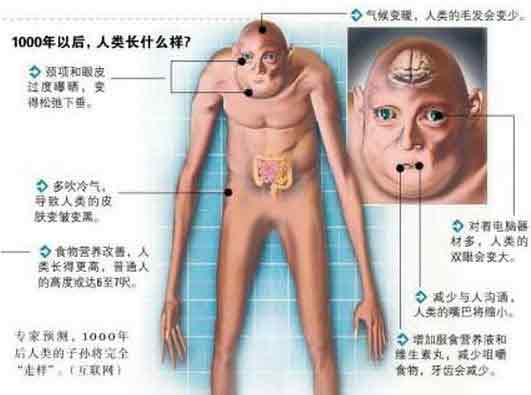 气候变暖，人类的毛发会变少。
1000年以后，人类长什么样？
颈项和眼皮
过度曝晒，变
得松弛下垂。
多吹冷气，
导致人类的皮
肤变皱变黑。
食物营养改善，人
类长得更高，普通人
的高度或达6至7呎。
专家预测，1000年
后人类的子孙将完全
“走样”。（互联网）
对着电脑器
材多，人类的
双眼会变大。
减少与人沟通，
人类的嘴巴将缩小。
增加服食营养液和
维生素丸，减少咀嚼
食物，牙齿会减少。